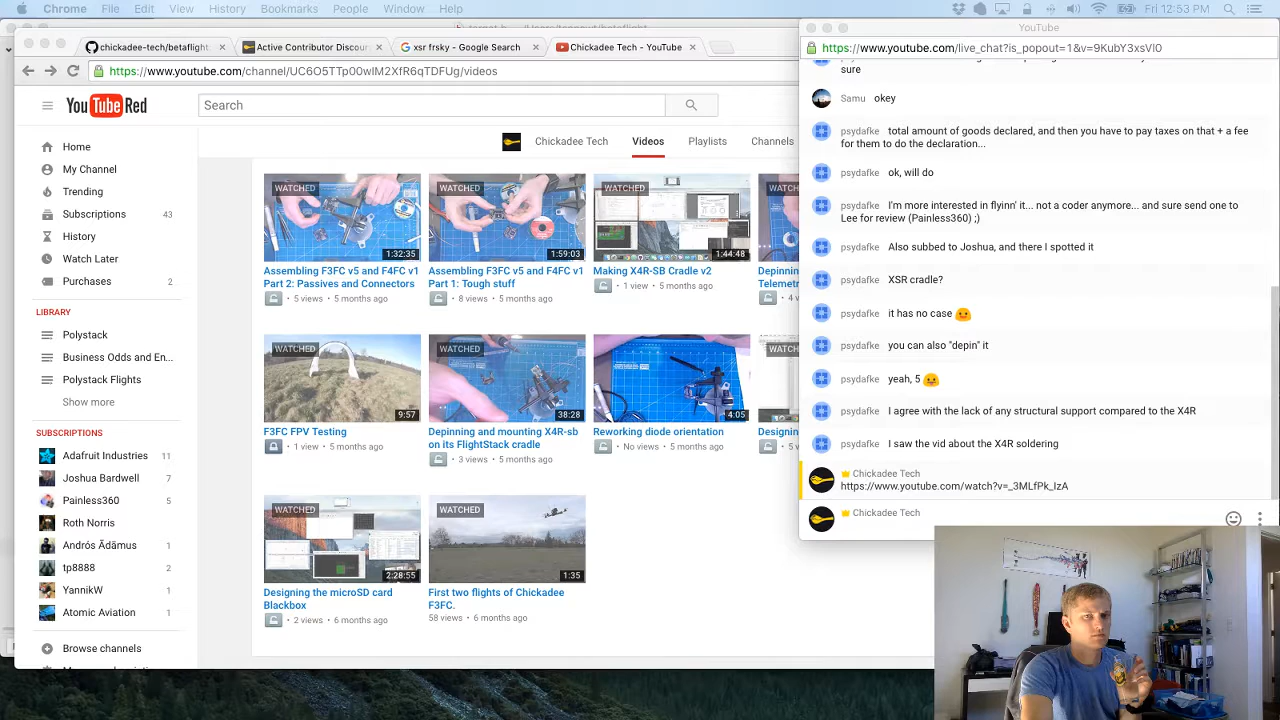 Chrome File Edit View History Bookmarks People Window Help Fri 12:53 PM
chickadee-tech/betaflight
Active Contributor Discoun
xsr frsky - Google Search
Chickadee Tech - YouTube
https://www.youtube.com/channel/UC6O5TTp00wIM2XfR6qTDFUg/videos
YouTube Red
Search
Chickadee Tech Videos Playlists Channels
Home
My Channel
Trending
Subscriptions 43
History
Watch Later
Purchases 2
LIBRARY
Polystack
Business Odds and En...
Polystack Flights
Show more
SUBSCRIPTIONS
Adafruit Industries 11
Joshua Bardwell 7
Painless360 5
Roth Norris
Andrós Ãdãmus 1
tp8888 2
YannikW 1
Atomic Aviation 1
Browse channels
WATCHED
1:32:35
Assembling F3FC v5 and F4FC v1
Part 2: Passives and Connectors
• 5 views • 5 months ago
WATCHED
1:59:03
Assembling F3FC v5 and F4FC v1
Part 1: Tough stuff
• 8 views • 5 months ago
WATCHED
1:44:48
Making X4R-SB Cradle v2
• 1 view • 5 months ago
WATC
Depinnin
Telemetr
• 4 v
WATCHED
9:57
F3FC FPV Testing
• 1 view • 5 months ago
WATCHED
38:28
Depinning and mounting X4R-sb
on its FlightStack cradle
• 3 views • 5 months ago
4:05
Reworking diode orientation
• No views • 5 months ago
WATCH
Designin
• 5 v
WATCHED
2:28:55
Designing the microSD card
Blackbox
• 2 views • 6 months ago
WATCHED
1:35
First two flights of Chickadee
F3FC.
58 views • 6 months ago
YouTube
https://www.youtube.com/live_chat?is_popout=1&v=9KubY3xsVI0
sure
Samu okey
psydafke total amount of goods declared, and then you have to pay taxes on that + a fee
for them to do the declaration...
psydafke ok, will do
psydafke I'm more interested in flyinn' it... not a coder anymore... and sure send one to
Lee for review (Painless360) ;)
psydafke Also subbed to Joshua, and there I spotted it
psydafke XSR cradle?
psydafke it has no case
psydafke you can also "depin" it
psydafke yeah, 5
psydafke I agree with the lack of any structural support compared to the X4R
psydafke I saw the vid about the X4R soldering
Chickadee Tech
https://www.youtube.com/watch?v=_3MLfPk_IzA
Chickadee Tech